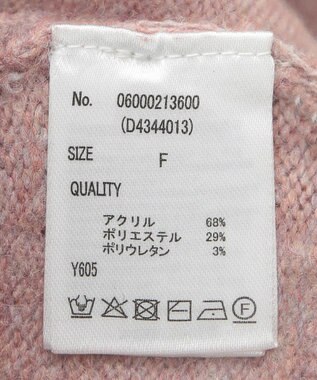 No. 06000213600
(D4344013)
SIZE F
QUALITY
アクリル 68%
ポリエステル 29%
ポリウレタン 3%
Y605
F